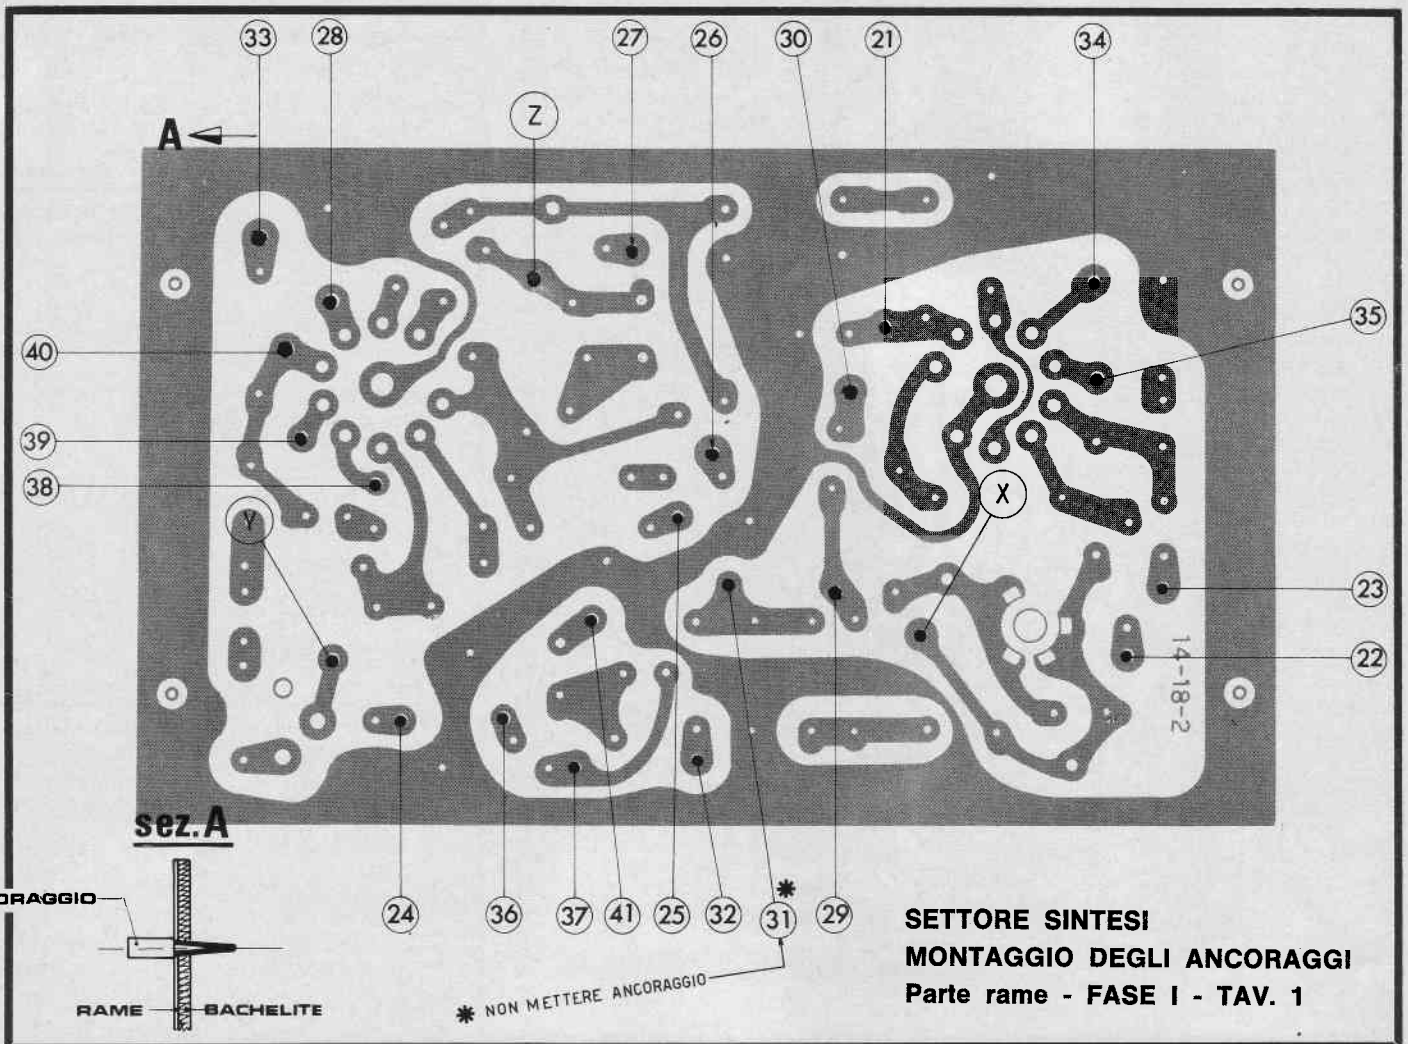 33 28 27 26 30 21 34
Z
A
35
40
39
38
Y
X
23
22
14-18-2
sez.A
24 36 37 41 25 32 31 29
*
ORAGGIO
RAME BACHELITE
* NON METTERE ANCORAGGIO
SETTORE SINTESI
MONTAGGIO DEGLI ANCORAGGI
Parte rame - FASE I - TAV. 1